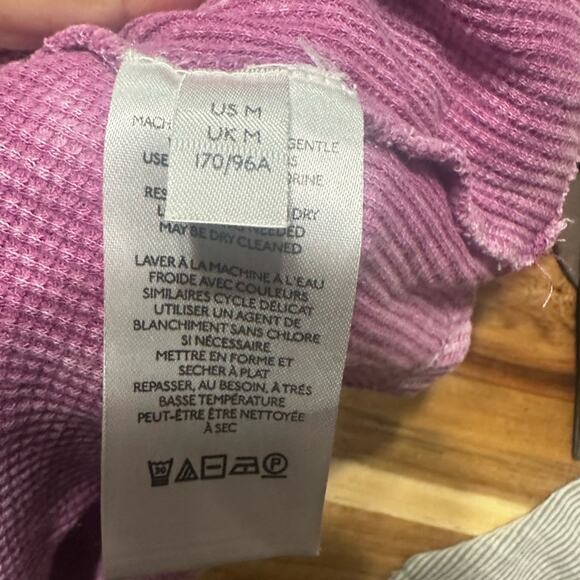 US M
UK M
170/96A
MACH
GENTLE
USE
RINE
RES
DRY
NEEDED
MAY BE DRY CLEANED
LAVER À LA MACHINE À L'EAU
FROIDE AVEC COULEURS
SIMILAIRES CYCLE DÉLICAT
UTILISER UN AGENT DE
BLANCHIMENT SANS CHLORE
SI NÉCESSAIRE
METTRE EN FORME ET
SECHER À PLAT
REPASSER, AU BESOIN, À TRÉS
BASSE TEMPÉRATURE
PEUT-ÊTRE ÊTRE NETTOYÉE
À SEC
30
P